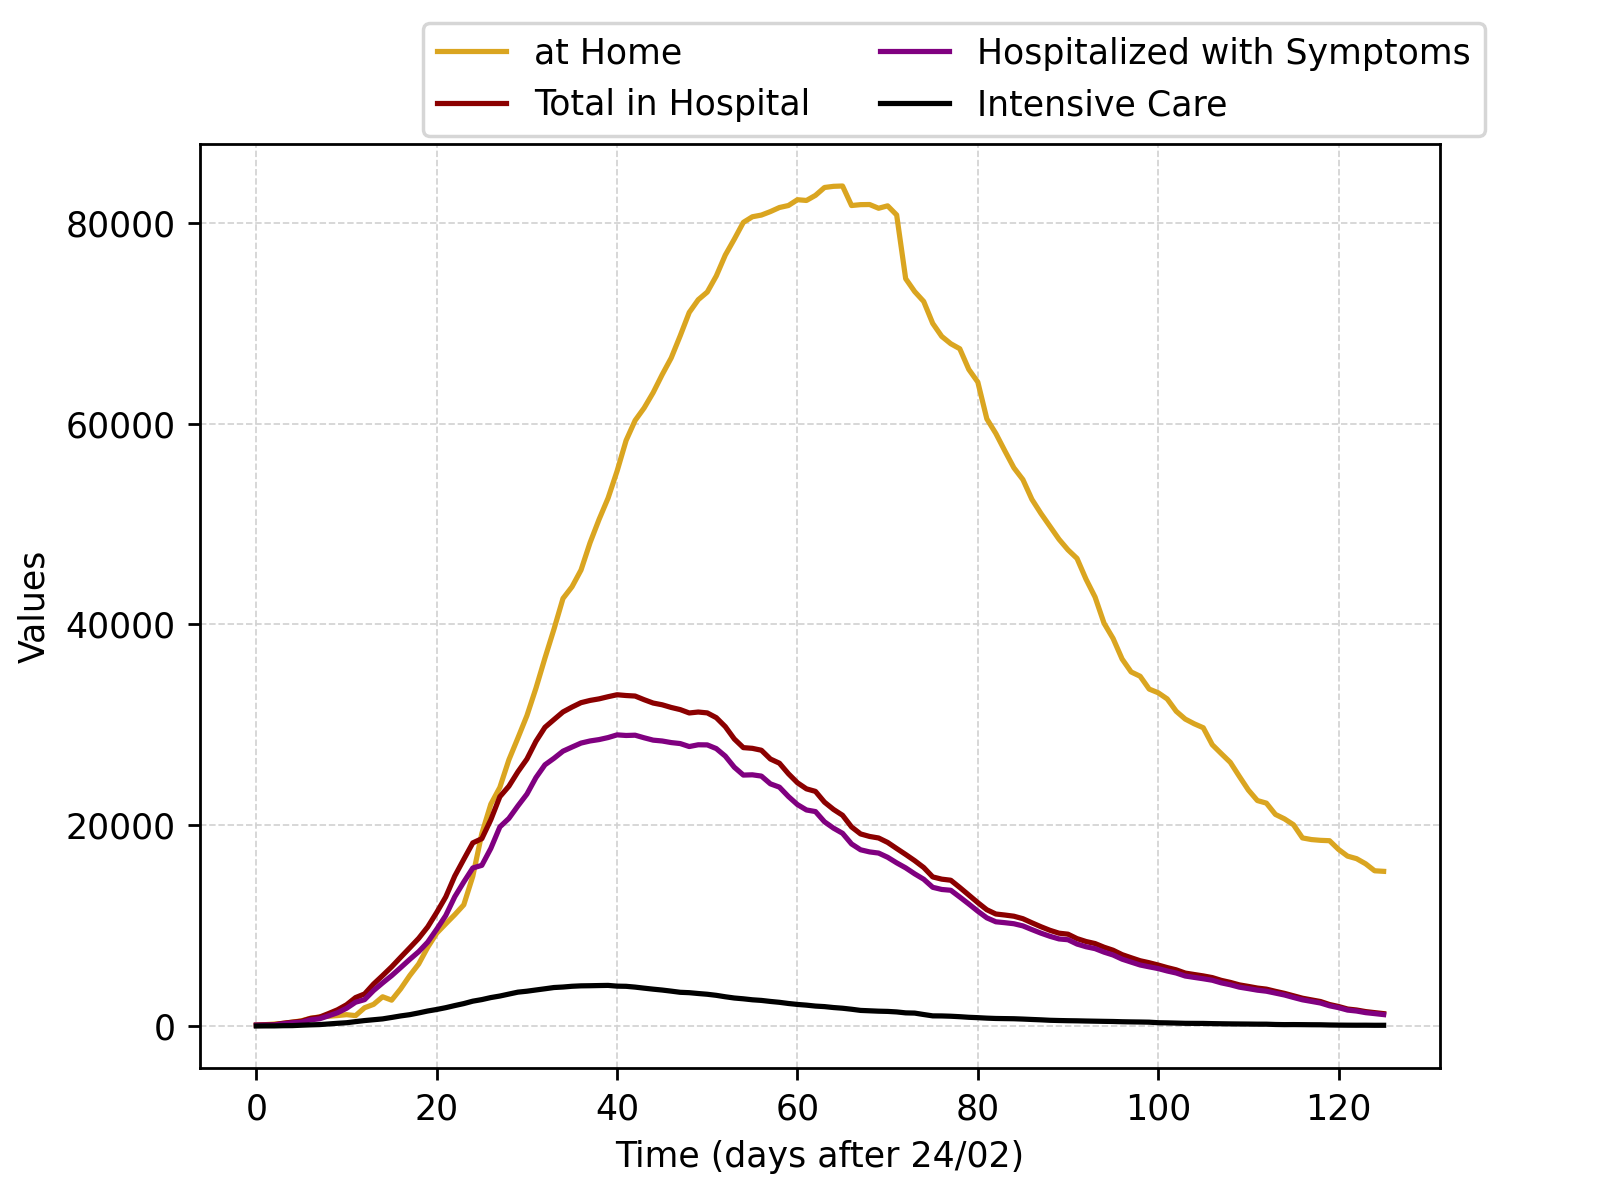 at Home
Total in Hospital
Hospitalized with Symptoms
Intensive Care
Values
80000
60000
40000
20000
0
0 20 40 60 80 100 120
Time (days after 24/02)